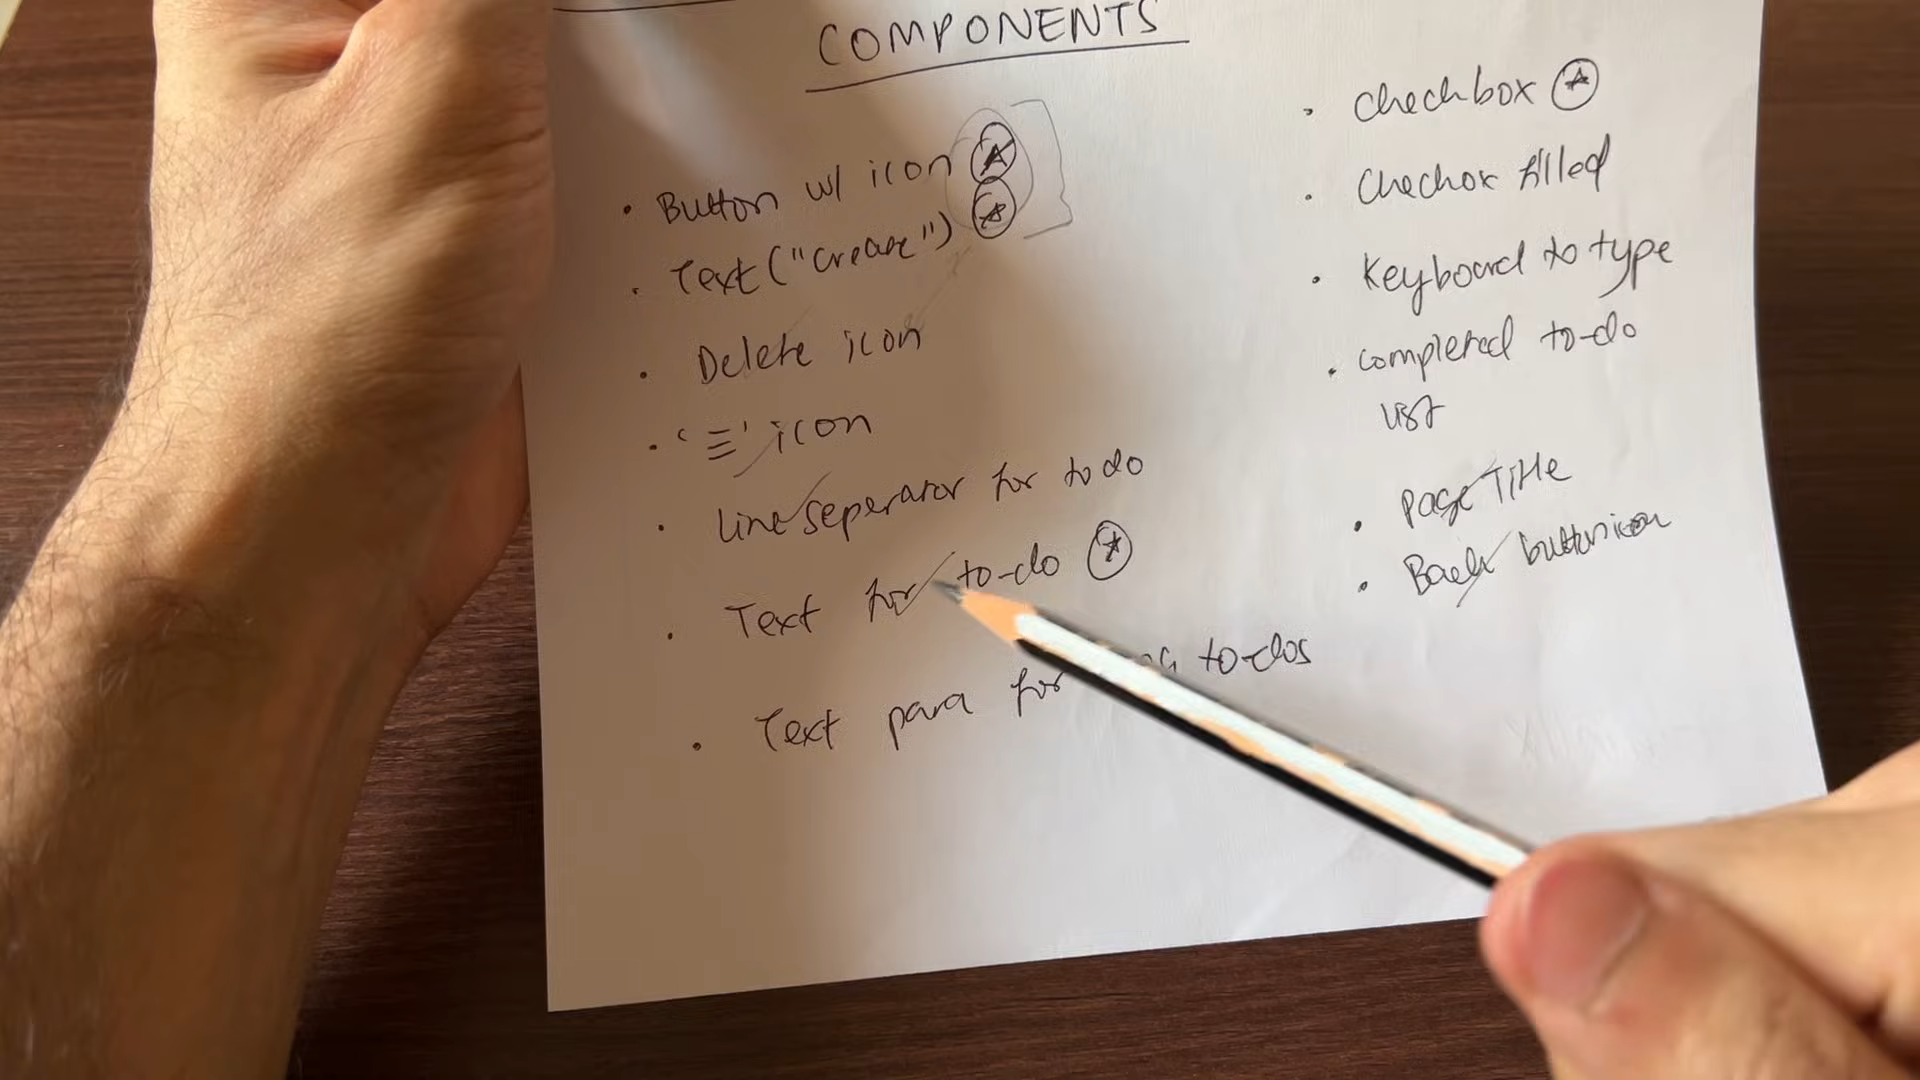 COMPONENTS
• Button w/ icon
• Text ("Create")
• Delete icon
• '☰' icon
• Line seperator for to do
• Text for to-do
• Text para for to-dos
• Checkbox
• Checkox filled
• Keyboard to type
• completed to-do
list
• Page Title
• Back button icon